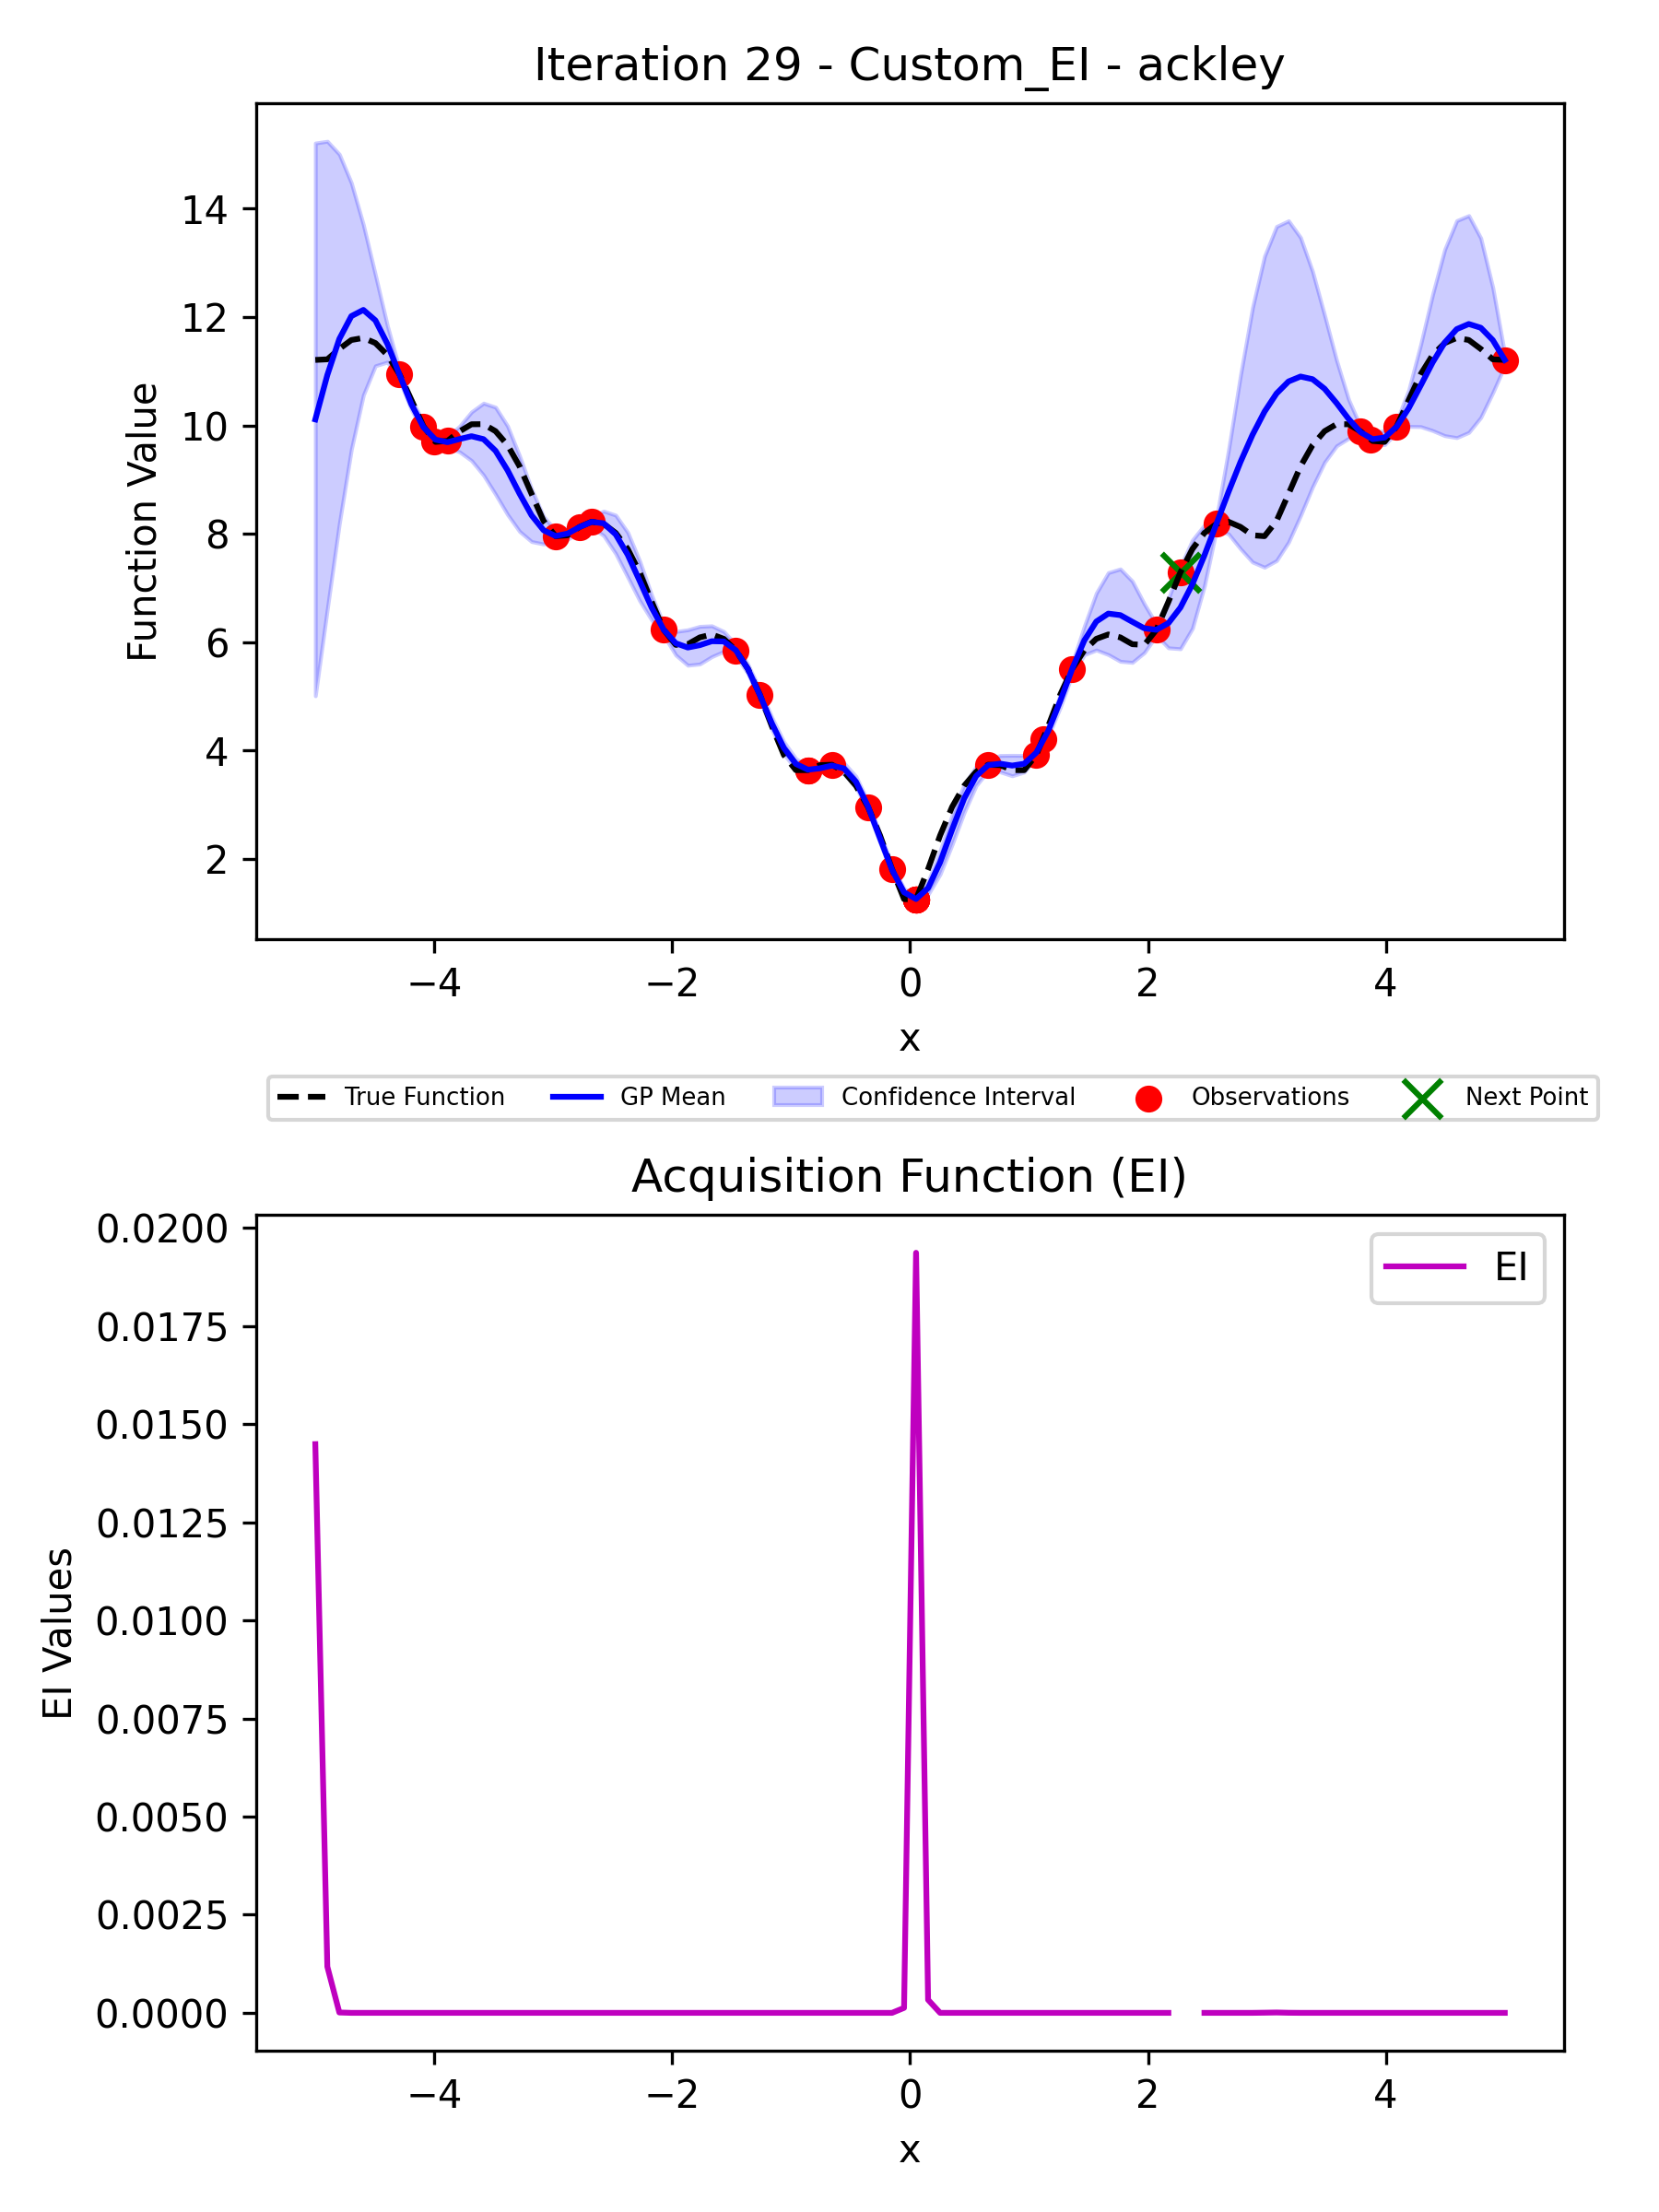 Iteration 29 - Custom_EI - ackley
Function Value
14
12
10
8
6
4
2
−4 −2 0 2 4
x
True Function GP Mean Confidence Interval Observations Next Point
Acquisition Function (EI)
EI
EI Values
0.0200
0.0175
0.0150
0.0125
0.0100
0.0075
0.0050
0.0025
0.0000
−4 −2 0 2 4
x